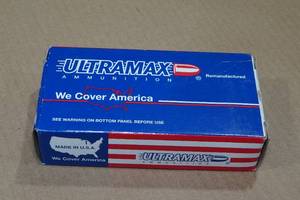 ULTRAMAX
AMMUNITION ® Remanufactured
We Cover America
SEE WARNING ON BOTTOM PANEL BEFORE USE
MADE IN U.S.A.
We Cover America
ULTRAMAX
AMMUNITION